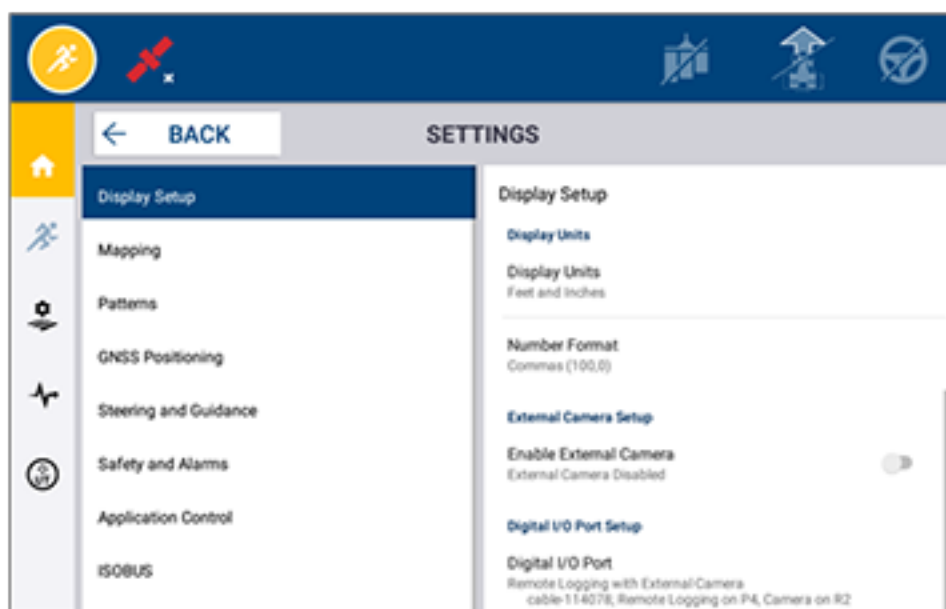 BACK
SETTINGS
Display Setup
Mapping
Patterns
GNSS Positioning
Steering and Guidance
Safety and Alarms
Application Control
ISOBUS
Display Setup
Display Units
Display Units
Feet and Inches
Number Format
Commas (100,0)
External Camera Setup
Enable External Camera
External Camera Disabled
Digital I/O Port Setup
Digital I/O Port
Remote Logging with External Camera
cable-114078, Remote Logging on P4, Camera on R2